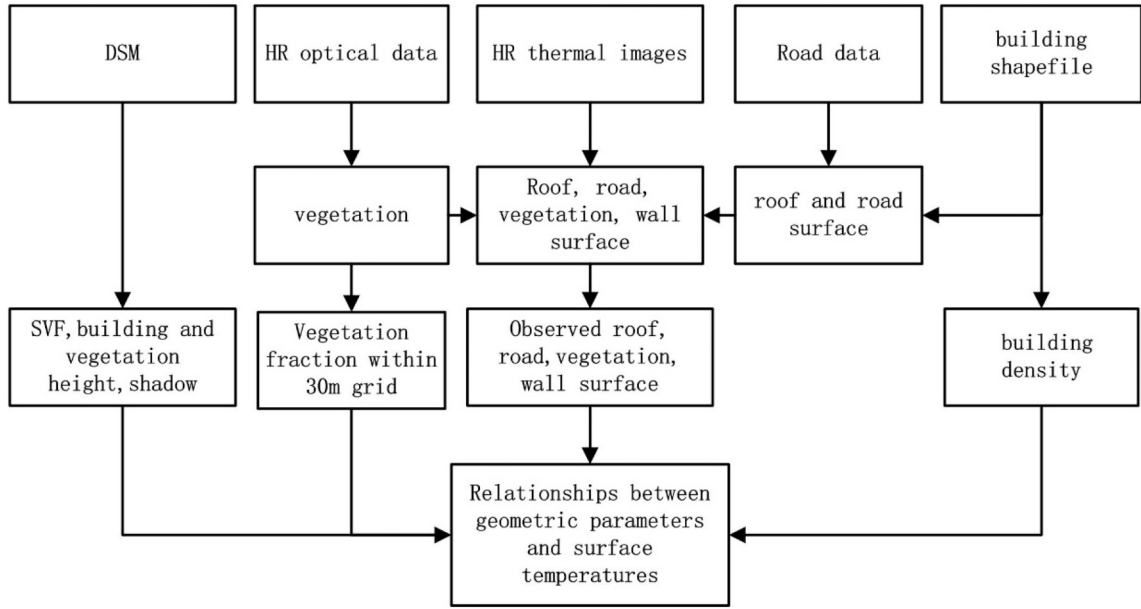 DSM
HR optical data
HR thermal images
Road data
building
shapefile
vegetation
Roof, road,
vegetation, wall
surface
roof and road
surface
SVF,building and
vegetation
height,shadow
Vegetation
fraction within
30m grid
Observed roof,
road,vegetation,
wall surface
building
density
Relationships between
geometric parameters
and surface
temperatures